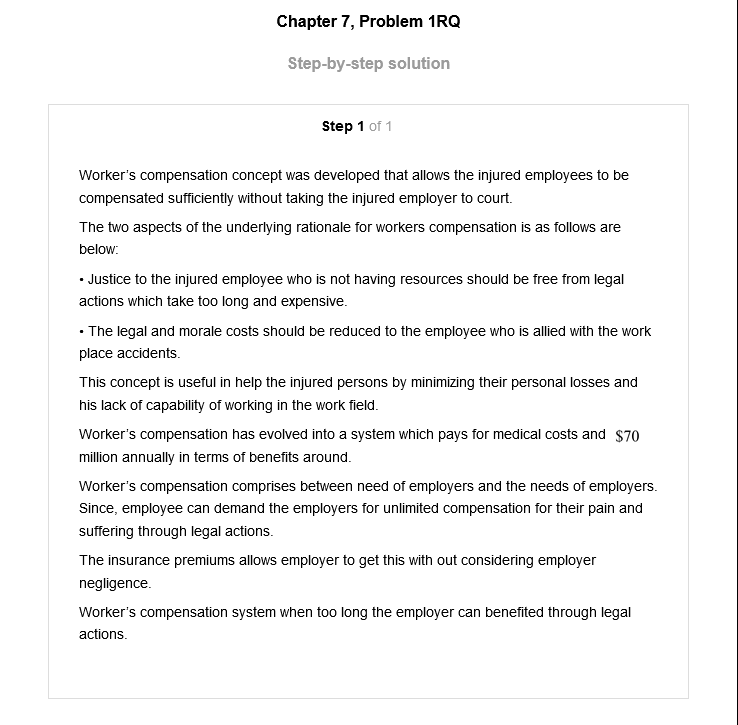 Chapter 7, Problem 1RQ
Step-by-step solution
Step 1 of 1
Worker's compensation concept was developed that allows the injured employees to be
compensated sufficiently without taking the injured employer to court.
The two aspects of the underlying rationale for workers compensation is as follows are
below:
• Justice to the injured employee who is not having resources should be free from legal
actions which take too long and expensive.
• The legal and morale costs should be reduced to the employee who is allied with the work
place accidents.
This concept is useful in help the injured persons by minimizing their personal losses and
his lack of capability of working in the work field.
Worker's compensation has evolved into a system which pays for medical costs and $70
million annually in terms of benefits around.
Worker's compensation comprises between need of employers and the needs of employers.
Since, employee can demand the employers for unlimited compensation for their pain and
suffering through legal actions.
The insurance premiums allows employer to get this with out considering employer
negligence.
Worker's compensation system when too long the employer can benefited through legal
actions.